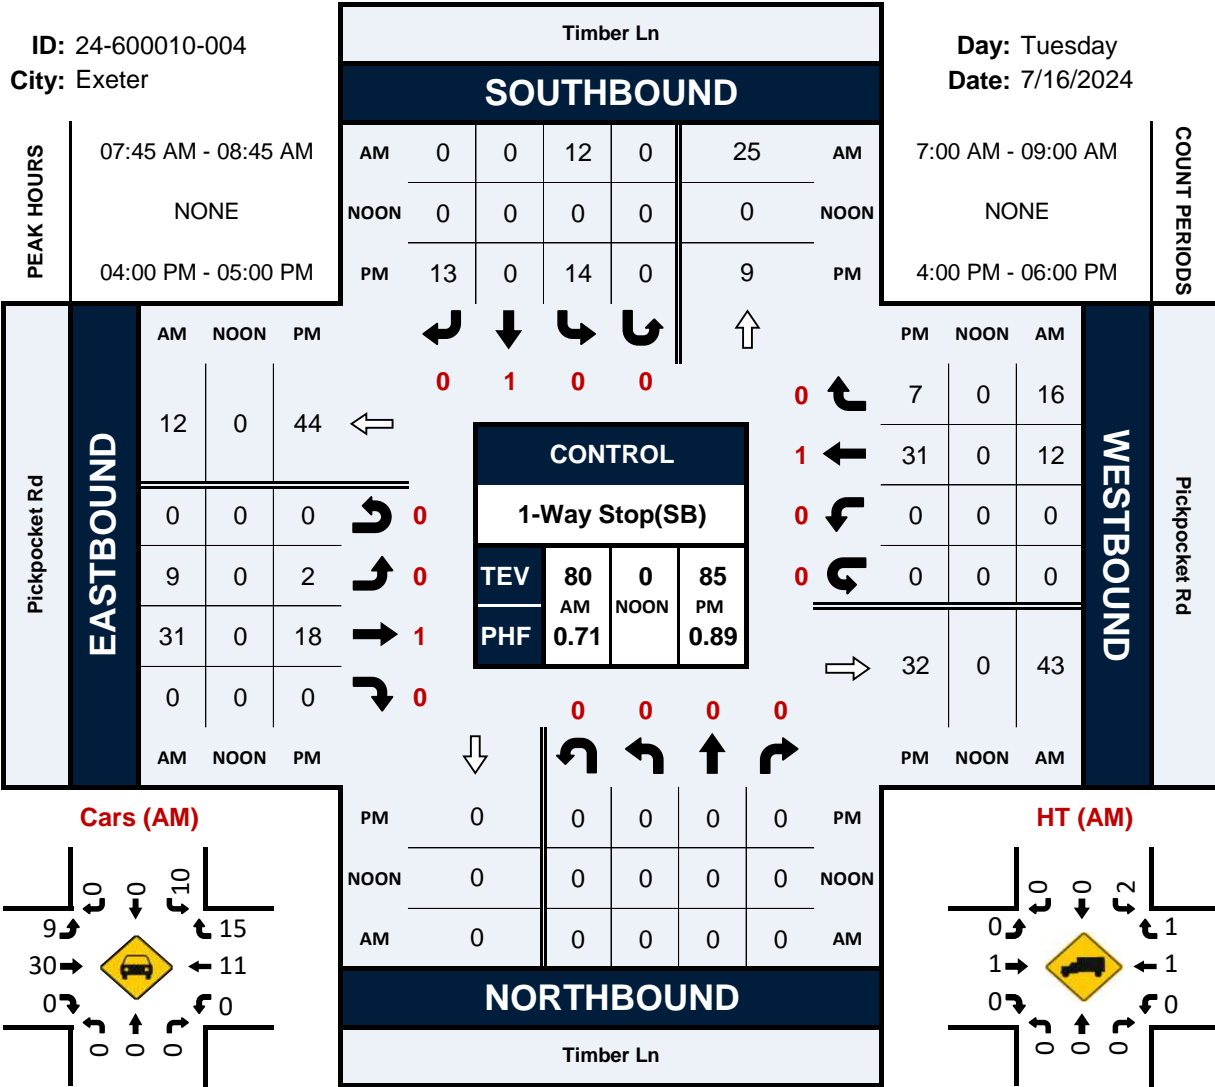 ID: 24-600010-004
City: Exeter
Timber Ln
SOUTHBOUND
Day: Tuesday
Date: 7/16/2024
PEAK HOURS
07:45 AM - 08:45 AM
NONE
04:00 PM - 05:00 PM
AM 0 0 12 0 25 AM
NOON 0 0 0 0 0 NOON
PM 13 0 14 0 9 PM
7:00 AM - 09:00 AM
NONE
4:00 PM - 06:00 PM
COUNT PERIODS
0 1 0 0
Pickpocket Rd
EASTBOUND
AM NOON PM
12 0 44
0 0 0 0
9 0 2 0
31 0 18 1
0 0 0 0
AM NOON PM
CONTROL
1-Way Stop(SB)
TEV 80 0 85
AM NOON PM
PHF 0.71 0.89
PM NOON AM
0 7 0 16
1 31 0 12
0 0 0 0
0 0 0 0
32 0 43
PM NOON AM
WESTBOUND
Pickpocket Rd
0 0 0 0
PM 0 0 0 0 0 PM
NOON 0 0 0 0 0 NOON
AM 0 0 0 0 0 AM
NORTHBOUND
Timber Ln
Cars (AM)
0 0 10
9 15
30 11
0 0
0 0 0
HT (AM)
0 0 2
0 1
1 1
0 0
0 0 0